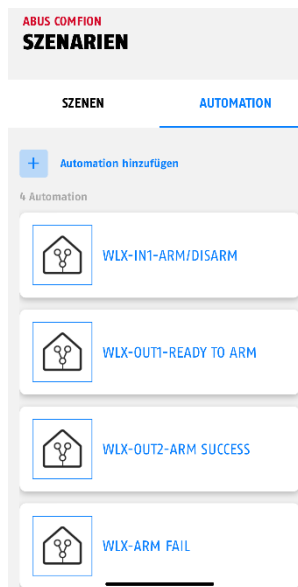 ABUS COMFION
SZENARIEN
SZENEN AUTOMATION
+ Automation hinzufügen
4 Automation
WLX-IN1-ARM/DISARM
WLX-OUT1-READY TO ARM
WLX-OUT2-ARM SUCCESS
WLX-ARM FAIL